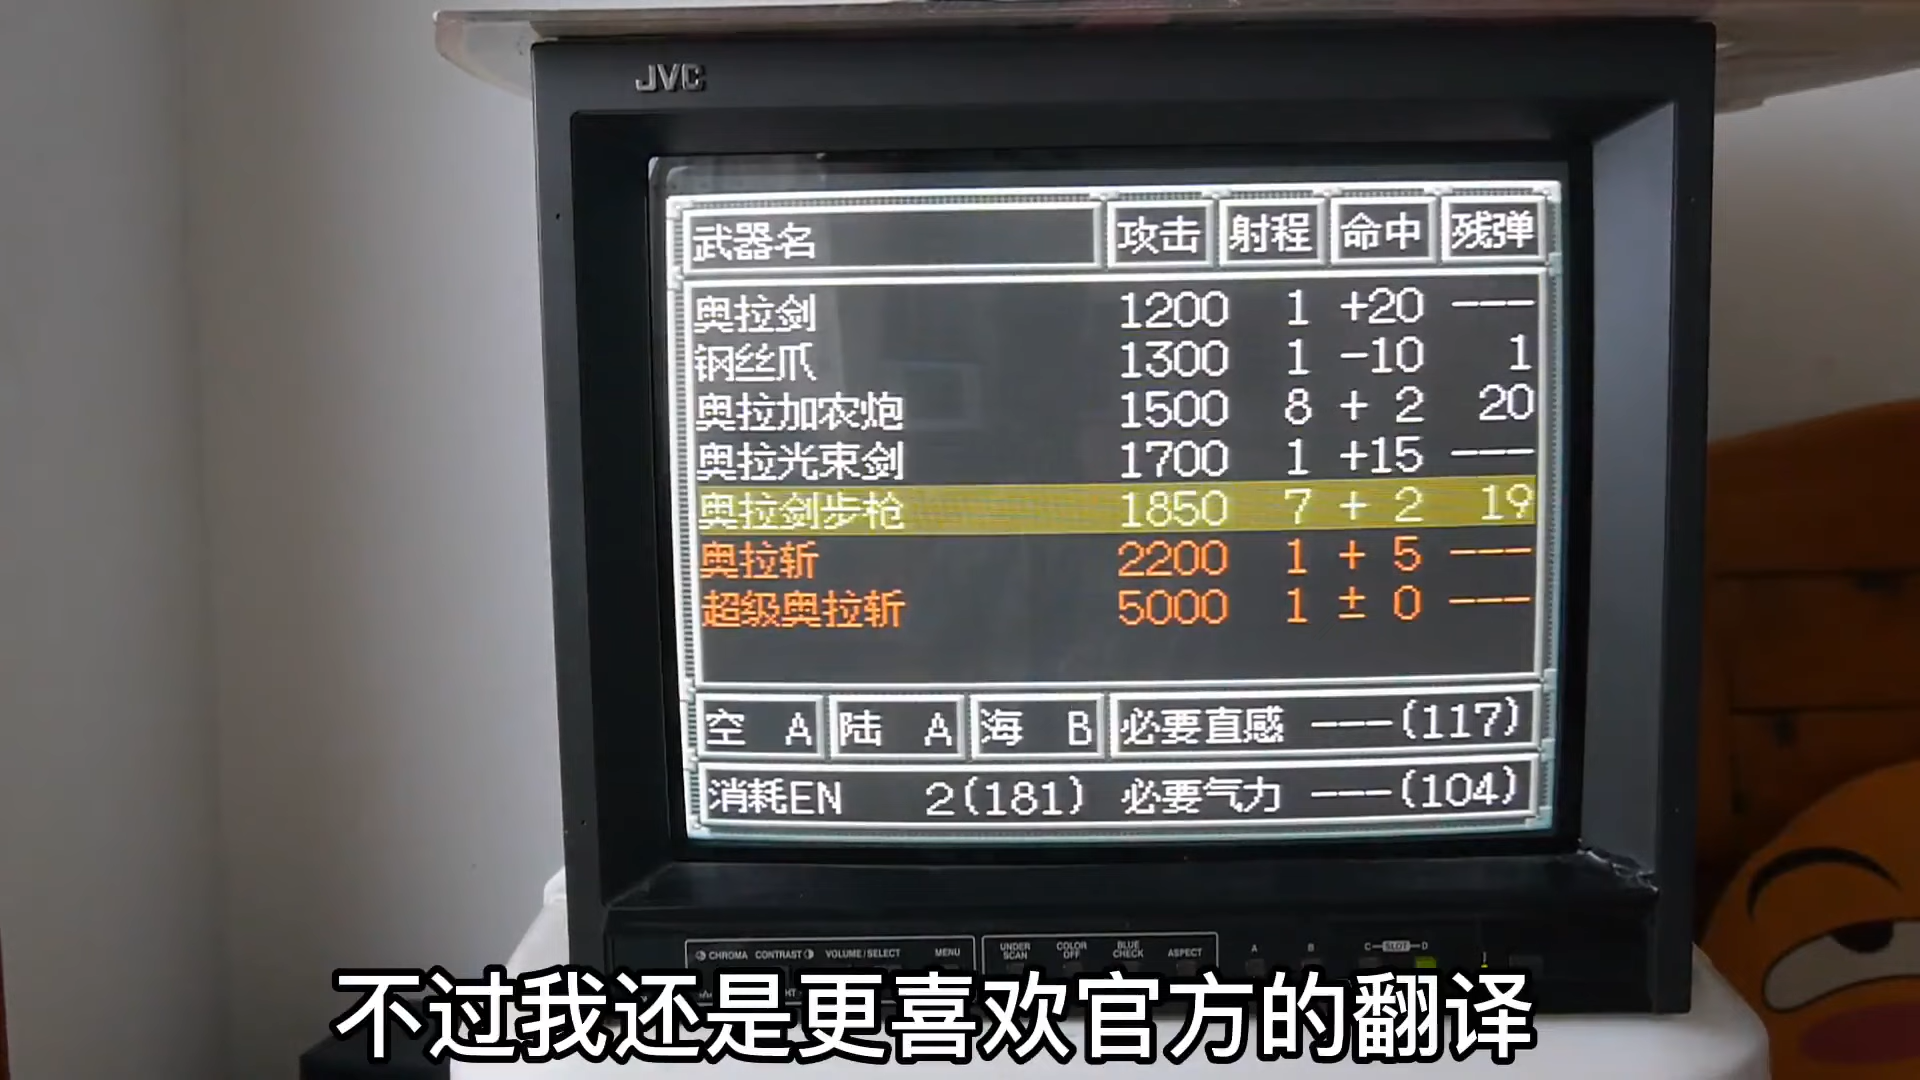 JVC
武器名 攻击 射程 命中 残弹
奥拉剑 1200 1 +20 ---
钢丝爪 1300 1 -10 1
奥拉加农炮 1500 8 + 2 20
奥拉光束剑 1700 1 +15 ---
奥拉剑步枪 1850 7 + 2 19
奥拉斩 2200 1 + 5 ---
超级奥拉斩 5000 1 ± 0 ---
空 A 陆 A 海 B 必要直感 ---(117)
消耗EN 2(181) 必要气力 ---(104)
CHROMA CONTRAST VOLUME/SELECT MENU UNDER SCAN COLOR OFF BLUE CHECK ASPECT A B C SLOT D
不过我还是更喜欢官方的翻译